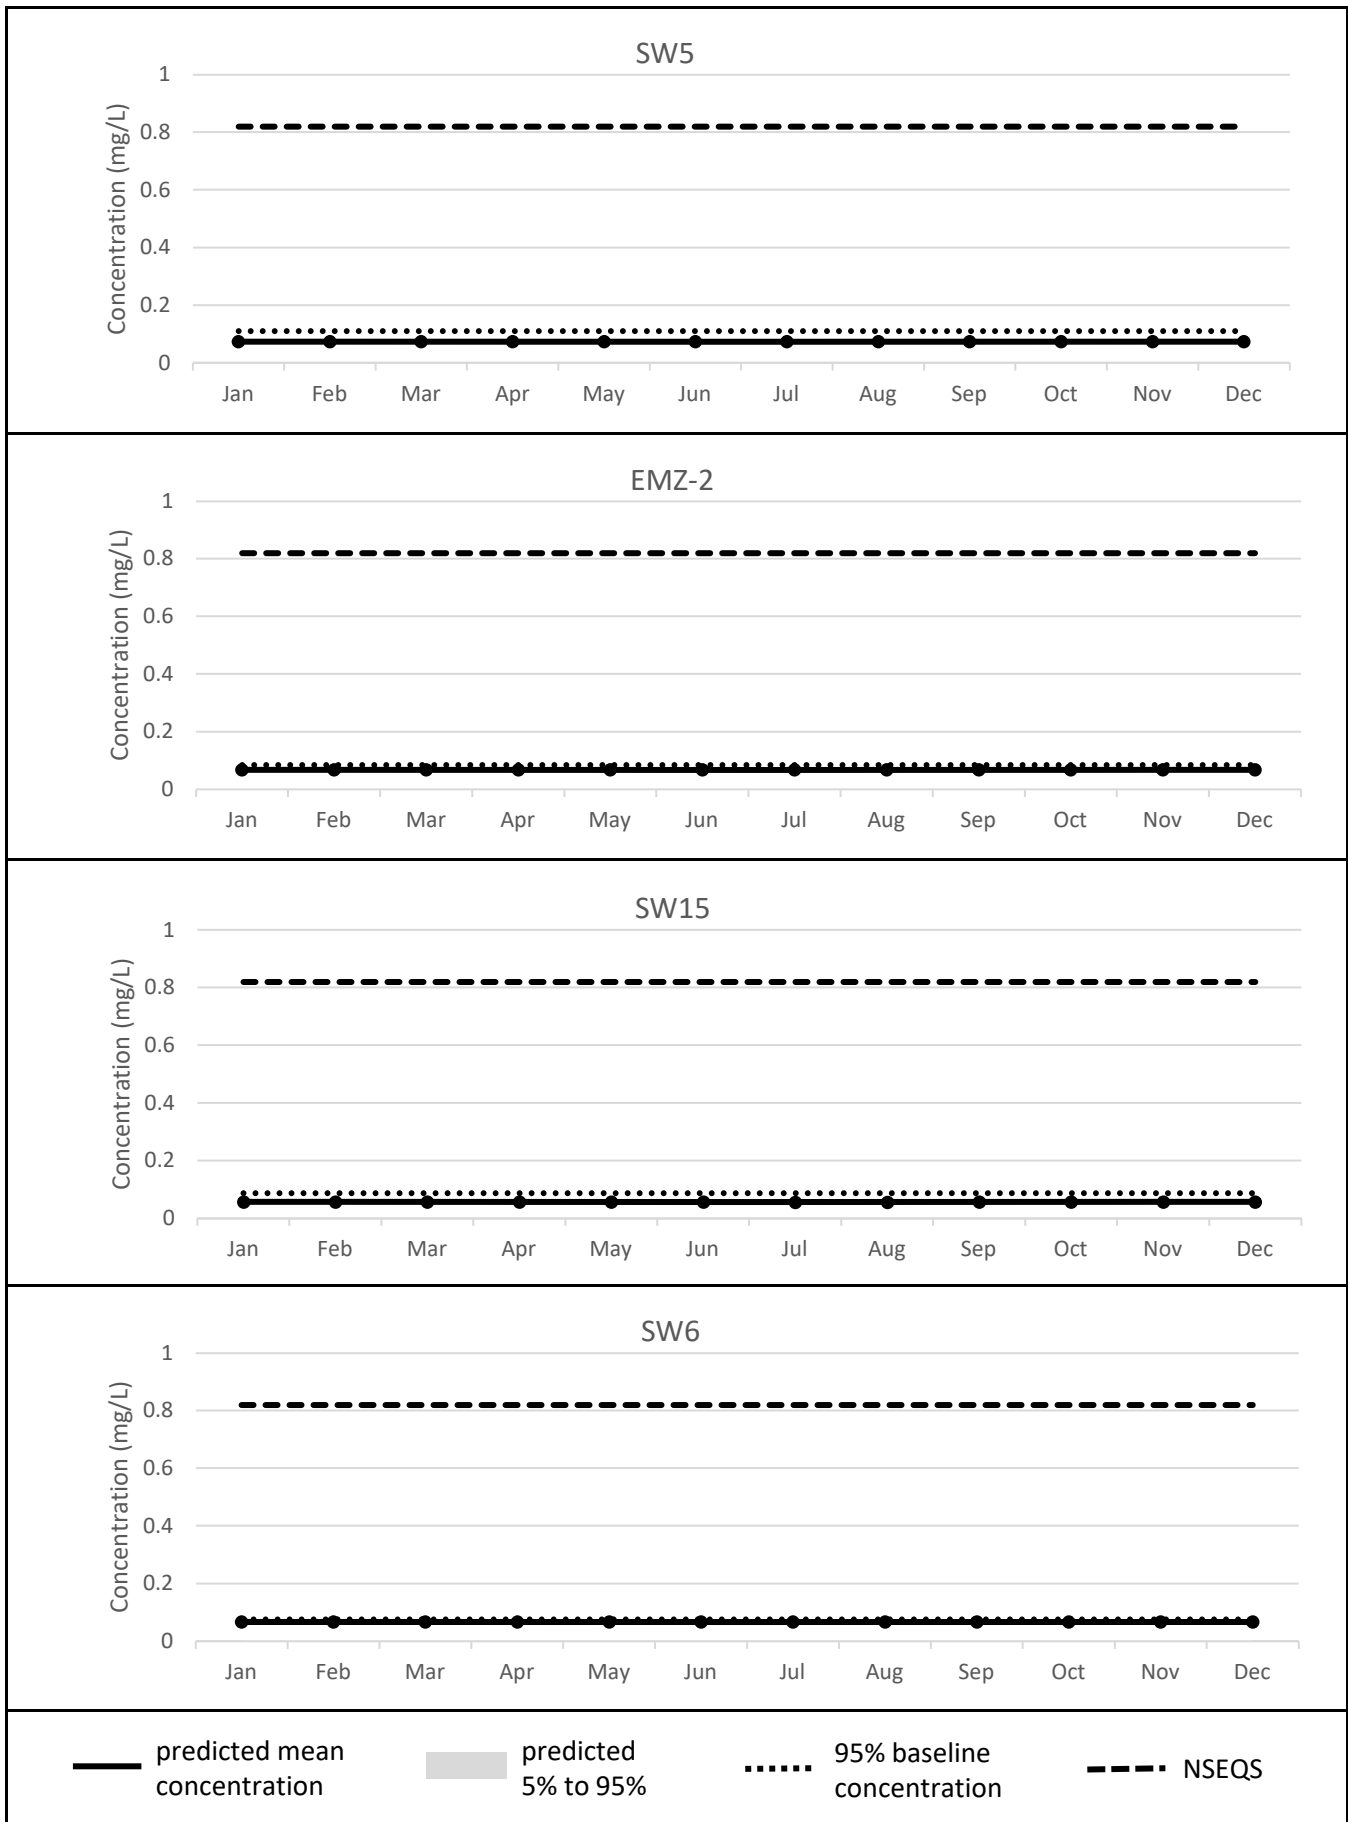 SW5
Concentration (mg/L)
1
0.8
0.6
0.4
0.2
0
Jan Feb Mar Apr May Jun Jul Aug Sep Oct Nov Dec
EMZ-2
Concentration (mg/L)
1
0.8
0.6
0.4
0.2
0
Jan Feb Mar Apr May Jun Jul Aug Sep Oct Nov Dec
SW15
Concentration (mg/L)
1
0.8
0.6
0.4
0.2
0
Jan Feb Mar Apr May Jun Jul Aug Sep Oct Nov Dec
SW6
Concentration (mg/L)
1
0.8
0.6
0.4
0.2
0
Jan Feb Mar Apr May Jun Jul Aug Sep Oct Nov Dec
predicted mean
concentration
predicted
5% to 95%
95% baseline
concentration
NSEQS